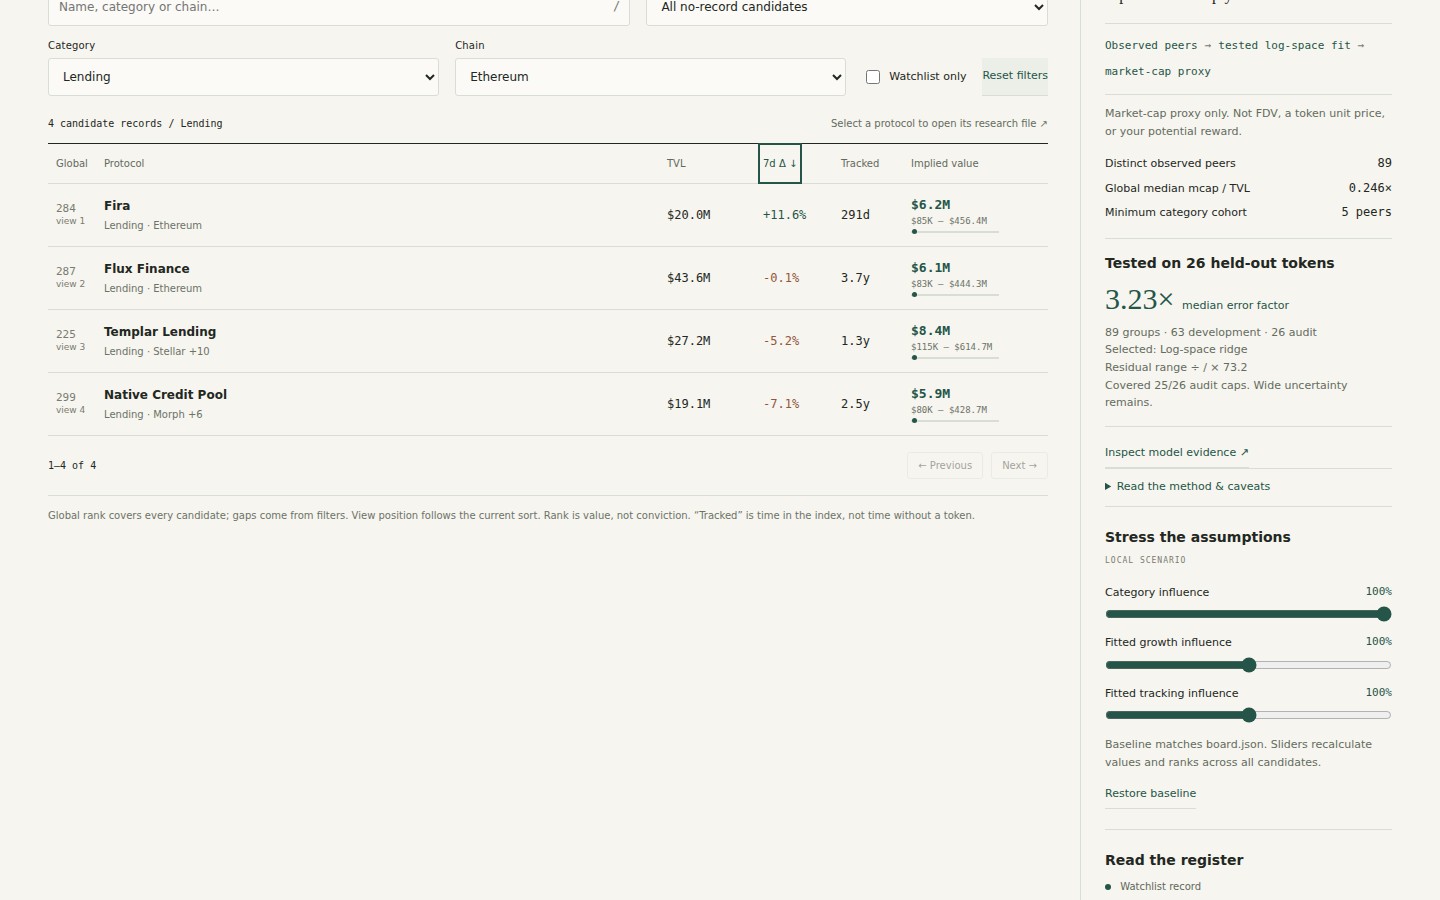 Name, category or chain…
/
All no-record candidates
Category
Chain
Lending
Ethereum
Watchlist only
Reset filters
4 candidate records / Lending
Select a protocol to open its research file ↗
Global
Protocol
TVL
7d Δ ↓
Tracked
Implied value
284
view 1
Fira
Lending · Ethereum
$20.0M
+11.6%
291d
$6.2M
$85K — $456.4M
287
view 2
Flux Finance
Lending · Ethereum
$43.6M
-0.1%
3.7y
$6.1M
$83K — $444.3M
225
view 3
Templar Lending
Lending · Stellar +10
$27.2M
-5.2%
1.3y
$8.4M
$115K — $614.7M
299
view 4
Native Credit Pool
Lending · Morph +6
$19.1M
-7.1%
2.5y
$5.9M
$80K — $428.7M
1–4 of 4
← Previous
Next →
Global rank covers every candidate; gaps come from filters. View position follows the current sort. Rank is value, not conviction. “Tracked” is time in the index, not time without a token.
Observed peers → tested log-space fit →
market-cap proxy
Market-cap proxy only. Not FDV, a token unit price,
or your potential reward.
Distinct observed peers
89
Global median mcap / TVL
0.246×
Minimum category cohort
5 peers
Tested on 26 held-out tokens
3.23× median error factor
89 groups · 63 development · 26 audit
Selected: Log-space ridge
Residual range ÷ / × 73.2
Covered 25/26 audit caps. Wide uncertainty
remains.
Inspect model evidence ↗
Read the method & caveats
Stress the assumptions
LOCAL SCENARIO
Category influence
100%
Fitted growth influence
100%
Fitted tracking influence
100%
Baseline matches board.json. Sliders recalculate
values and ranks across all candidates.
Restore baseline
Read the register
Watchlist record